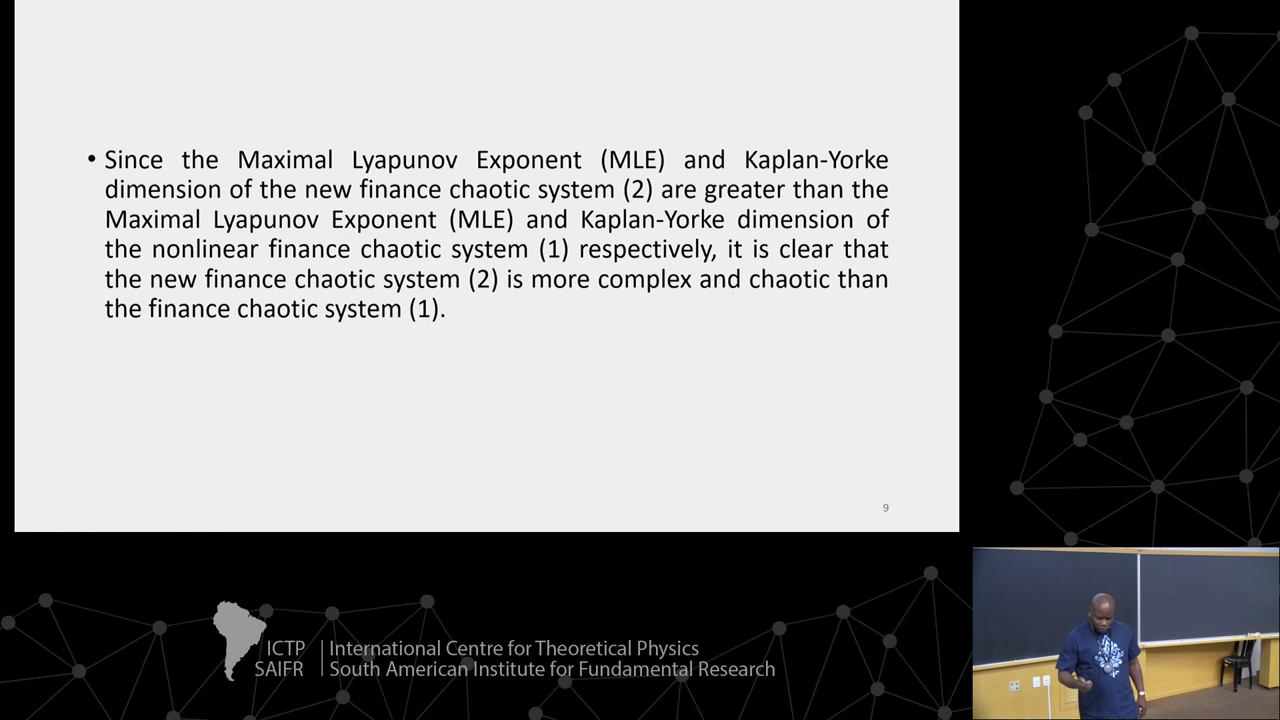 • Since the Maximal Lyapunov Exponent (MLE) and Kaplan-Yorke
dimension of the new finance chaotic system (2) are greater than the
Maximal Lyapunov Exponent (MLE) and Kaplan-Yorke dimension of
the nonlinear finance chaotic system (1) respectively, it is clear that
the new finance chaotic system (2) is more complex and chaotic than
the finance chaotic system (1).
9
ICTP
SAIFR
International Centre for Theoretical Physics
South American Institute for Fundamental Research